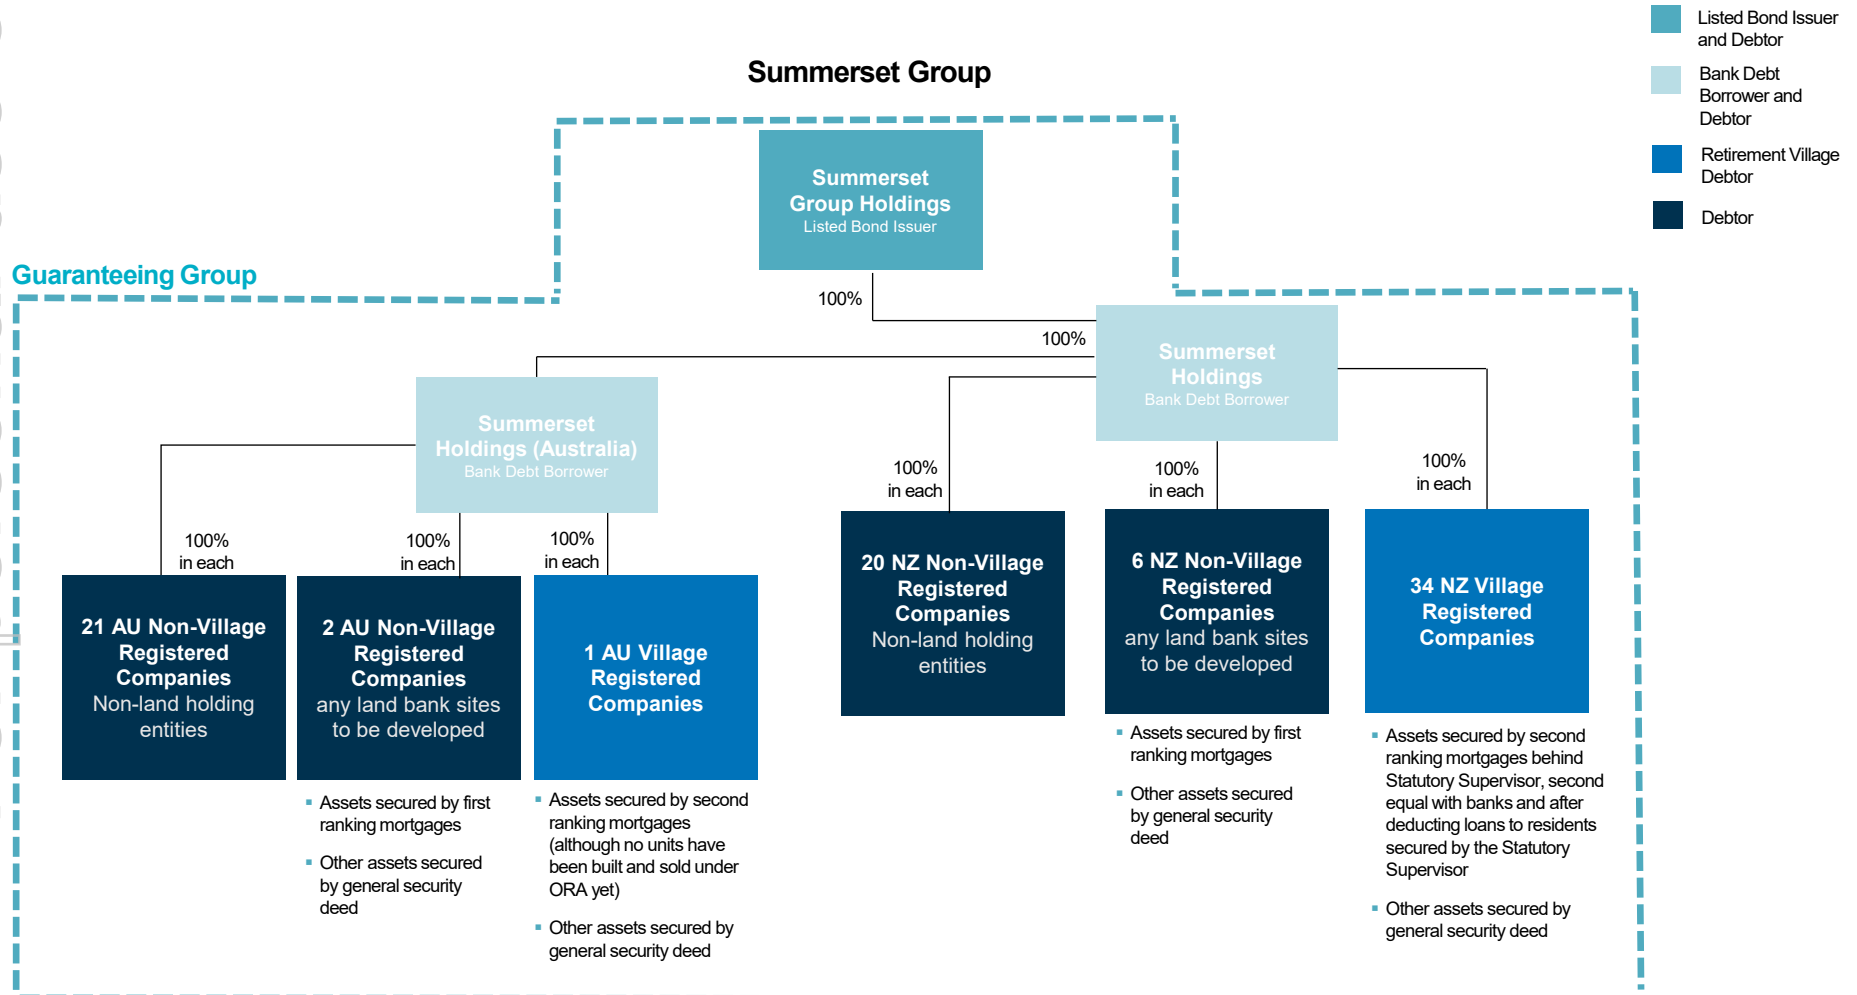 Listed Bond Issuer
and Debtor
Bank Debt
Borrower and
Debtor
Retirement Village
Debtor
Debtor
Summerset Group
Guaranteeing Group
Summerset
Group Holdings
Listed Bond Issuer
100%
100%
Summerset
Holdings
Bank Debt Borrower
Summerset
Holdings (Australia)
Bank Debt Borrower
100%
in each
100%
in each
100%
in each
100%
in each
100%
in each
100%
in each
21 AU Non-Village
Registered
Companies
Non-land holding
entities
2 AU Non-Village
Registered
Companies
any land bank sites
to be developed
▪ Assets secured by first
ranking mortgages
▪ Other assets secured
by general security
deed
1 AU Village
Registered
Companies
▪ Assets secured by second
ranking mortgages
(although no units have
been built and sold under
ORA yet)
▪ Other assets secured by
general security deed
20 NZ Non-Village
Registered
Companies
Non-land holding
entities
6 NZ Non-Village
Registered
Companies
any land bank sites
to be developed
▪ Assets secured by first
ranking mortgages
▪ Other assets secured
by general security
deed
34 NZ Village
Registered
Companies
▪ Assets secured by second
ranking mortgages behind
Statutory Supervisor, second
equal with banks and after
deducting loans to residents
secured by the Statutory
Supervisor
▪ Other assets secured by
general security deed